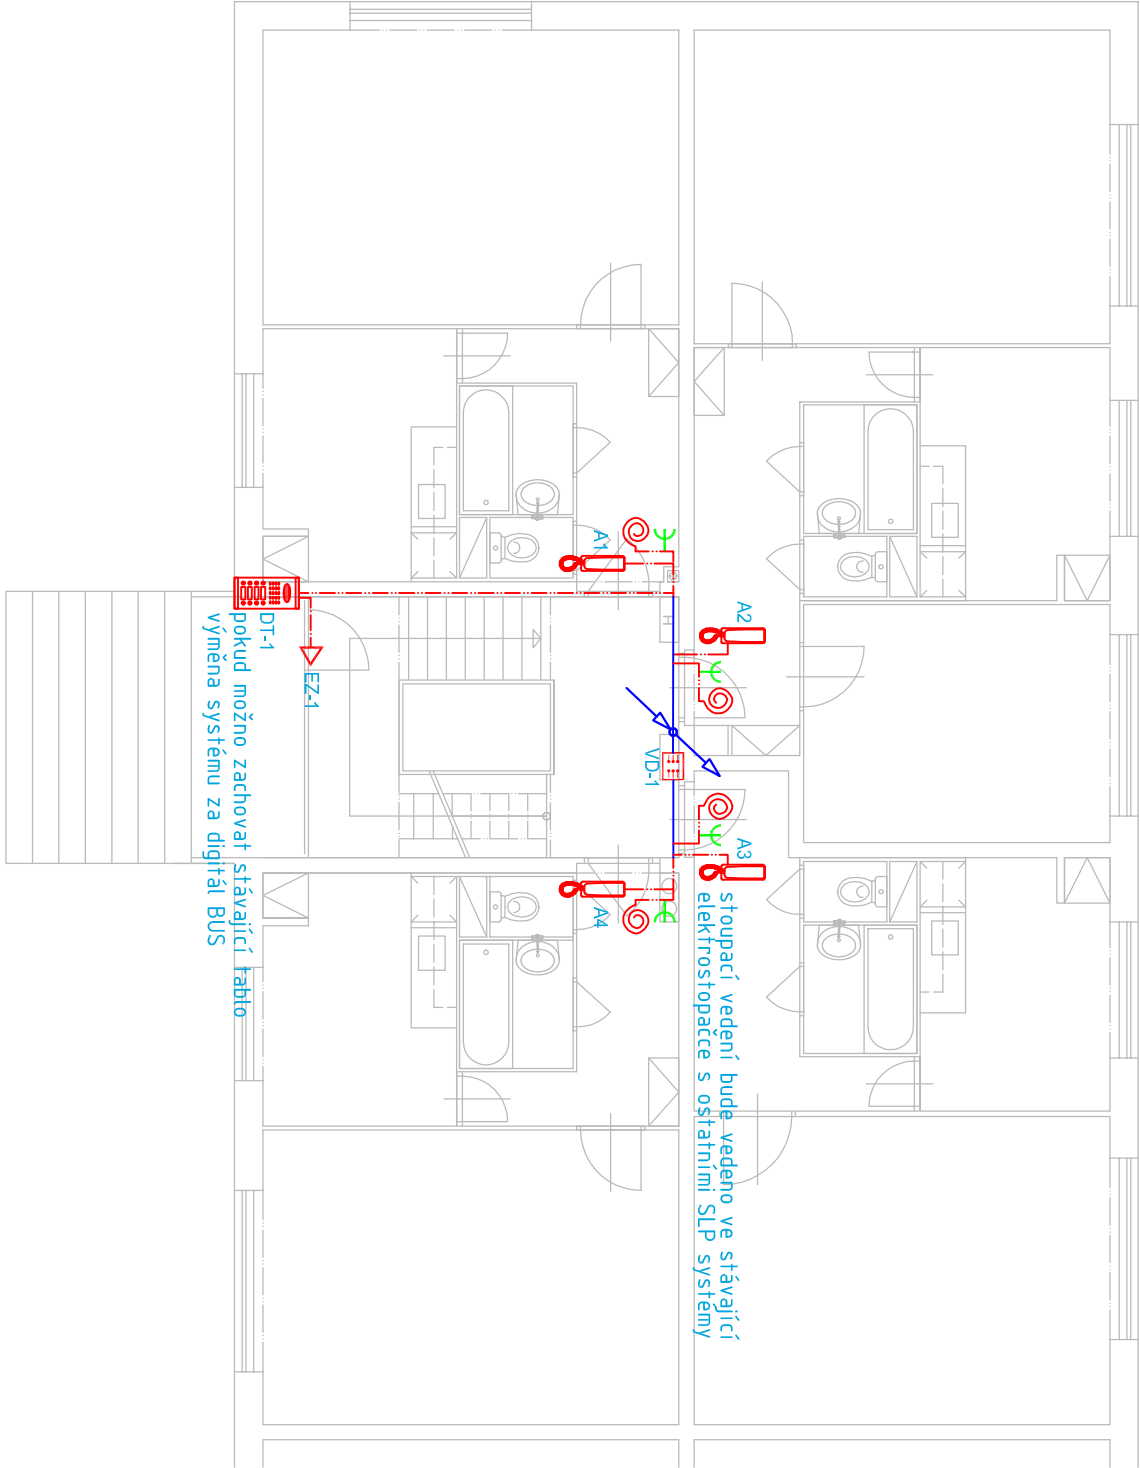 A1
A2
DT-1
pokud možno zachovat stávající tablo
výměna systému za digitál BUS
EZ-1
VD-1
A3
A4
stoupací vedení bude vedeno ve stávající
elektrostopačce s ostatními SLP systémy
H